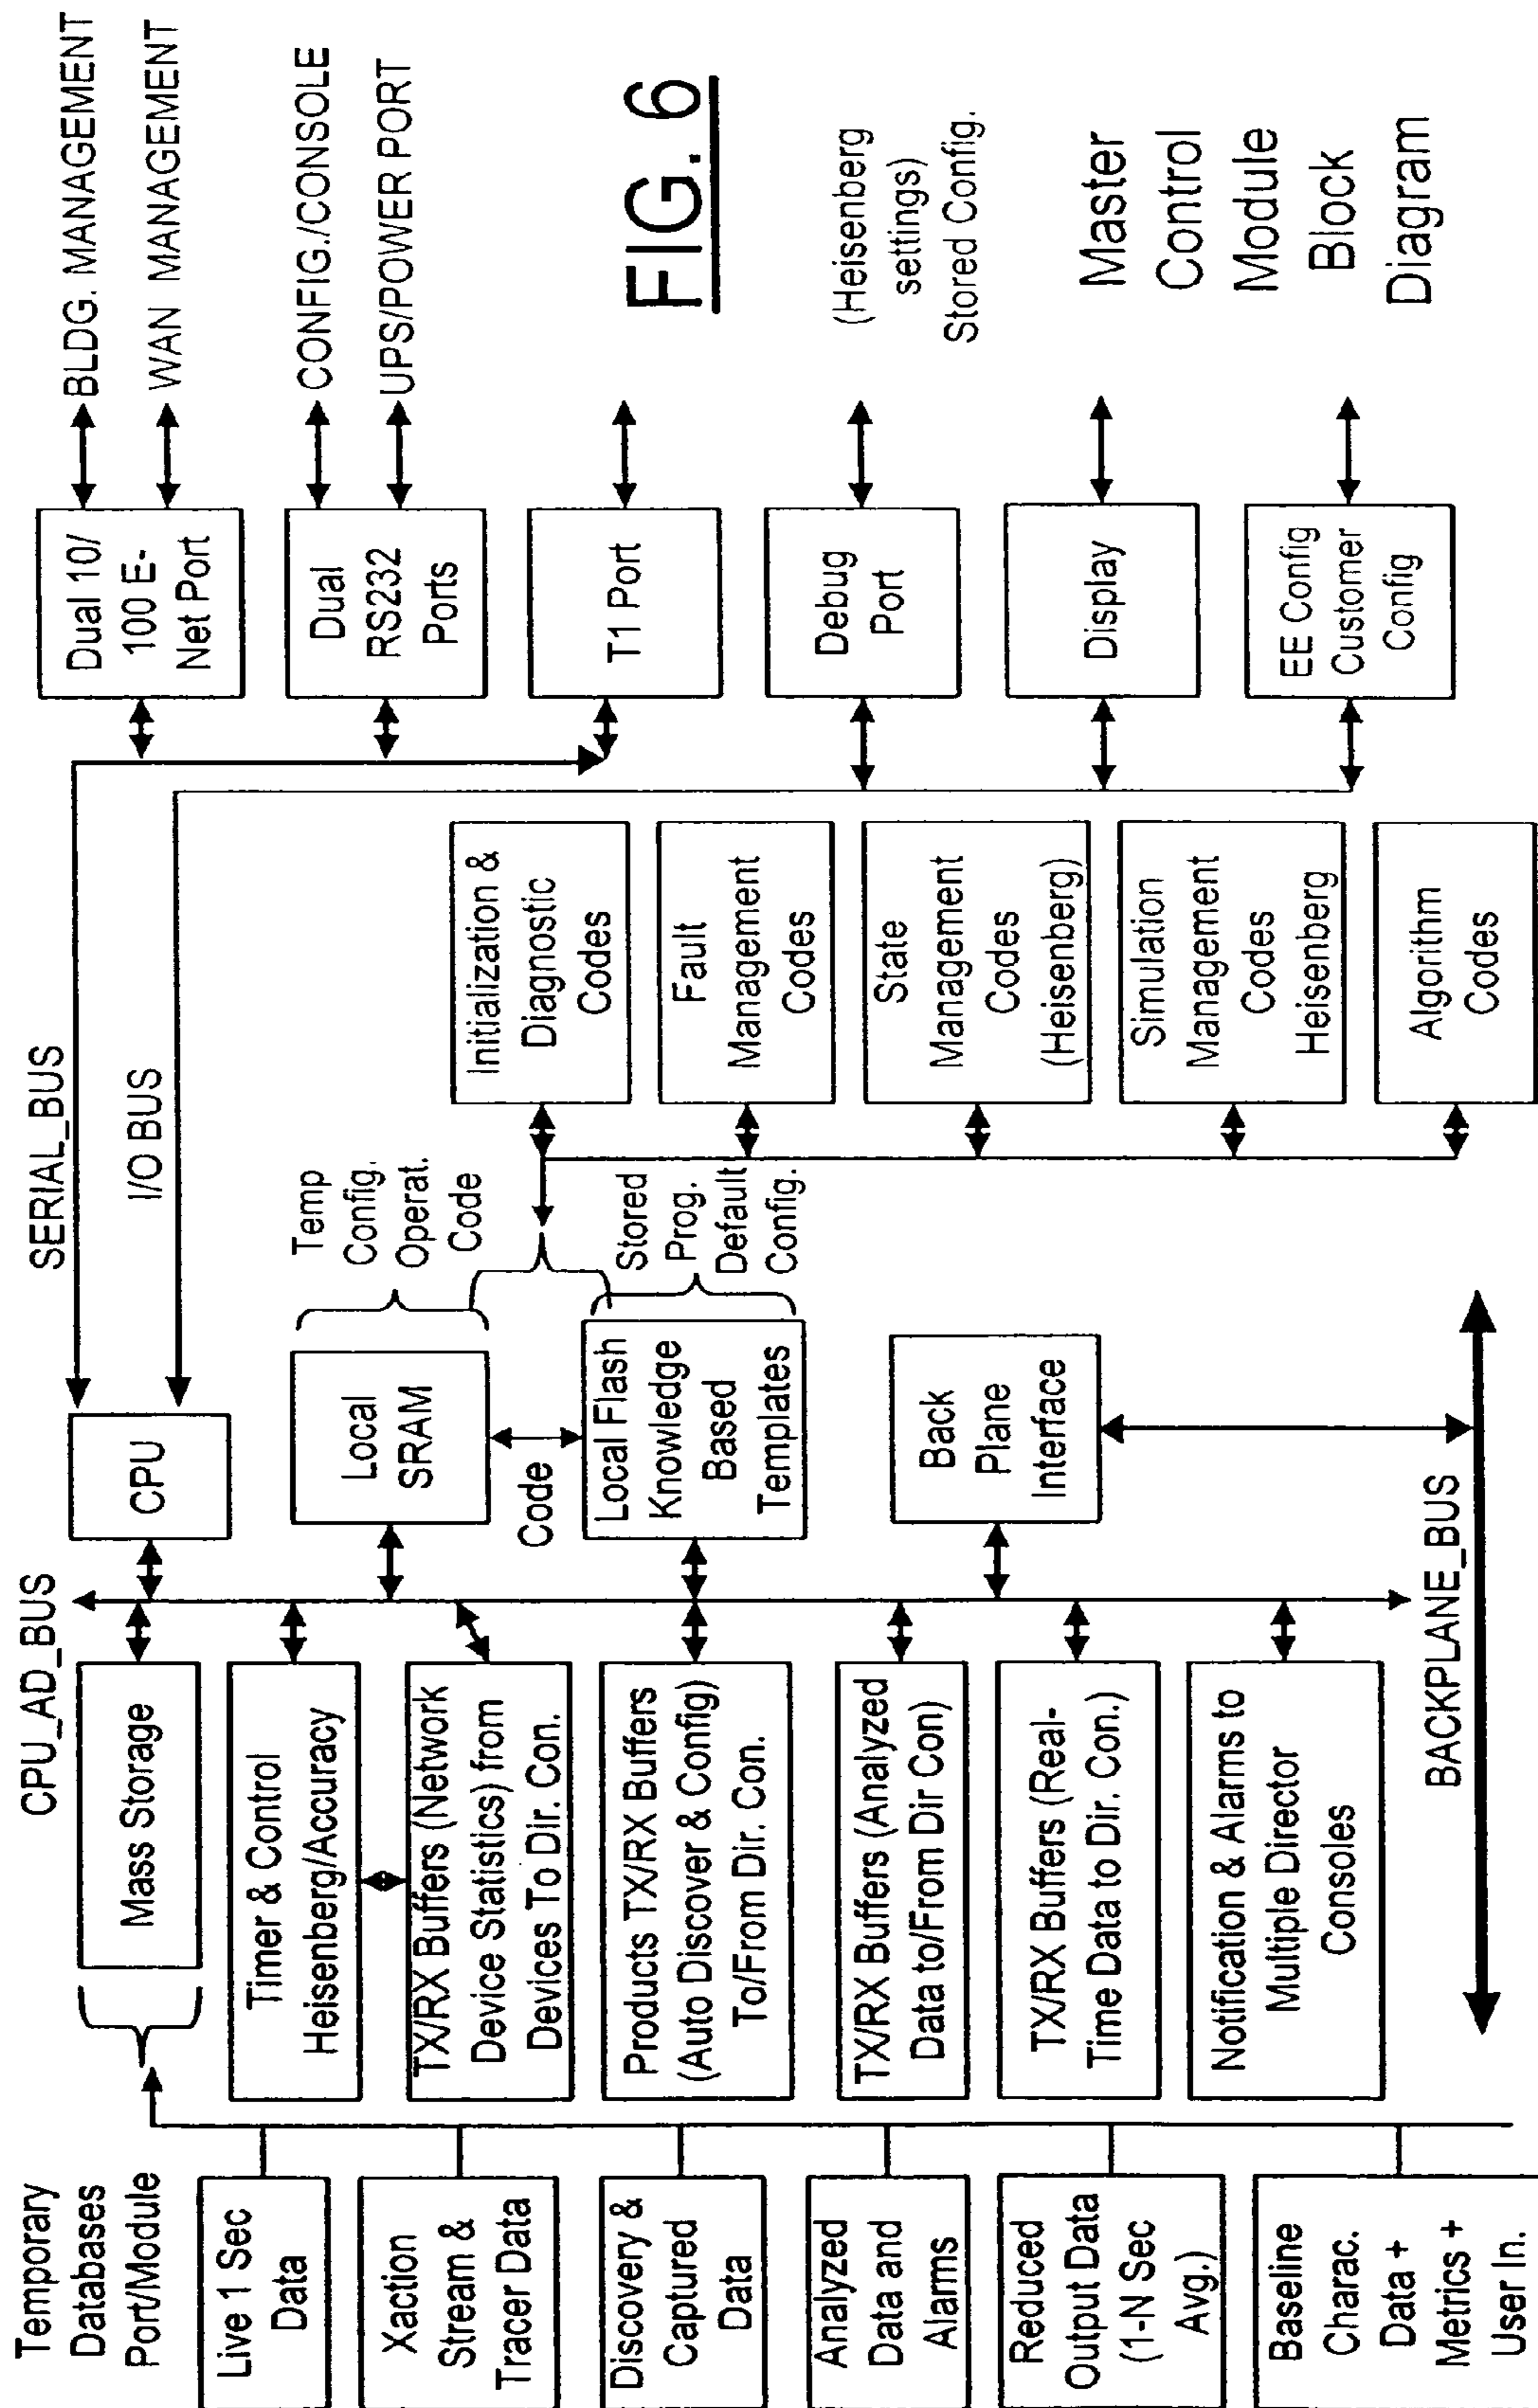 Temporary
Databases
Port/Module
Live 1 Sec
Data
Xaction
Stream &
Tracer Data
Discovery &
Captured
Data
Analyzed
Data and
Alarms
Reduced
Output Data
(1-N Sec
Avg.)
Baseline
Charac.
Data +
Metrics +
User In.
CPU_AD_BUS
Mass Storage
Timer & Control
Heisenberg/Accuracy
TX/RX Buffers (Network
Device Statistics) from
Devices To Dir. Con.
Products TX/RX Buffers
(Auto Discover & Config)
To/From Dir. Con.
TX/RX Buffers (Analyzed
Data to/From Dir Con)
TX/RX Buffers (Real-
Time Data to Dir. Con.)
Notification & Alarms to
Multiple Director
Consoles
BACKPLANE_BUS
CPU
Local
SRAM
Code
Local Flash
Knowledge
Based
Templates
Back
Plane
Interface
Temp
Config.
Operat.
Code
Stored
Prog.
Default
Config.
SERIAL_BUS
I/O BUS
Initialization &
Diagnostic
Codes
Fault
Management
Codes
State
Management
Codes
(Heisenberg)
Simulation
Management
Codes
Heisenberg
Algorithm
Codes
Dual 10/
100 E-
Net Port
Dual
RS232
Ports
T1 Port
Debug
Port
Display
EE Config
Customer
Config
BLDG. MANAGEMENT
WAN MANAGEMENT
CONFIG./CONSOLE
UPS/POWER PORT
FIG. 6
(Heisenberg
settings)
Stored Config.
Master
Control
Module
Block
Diagram